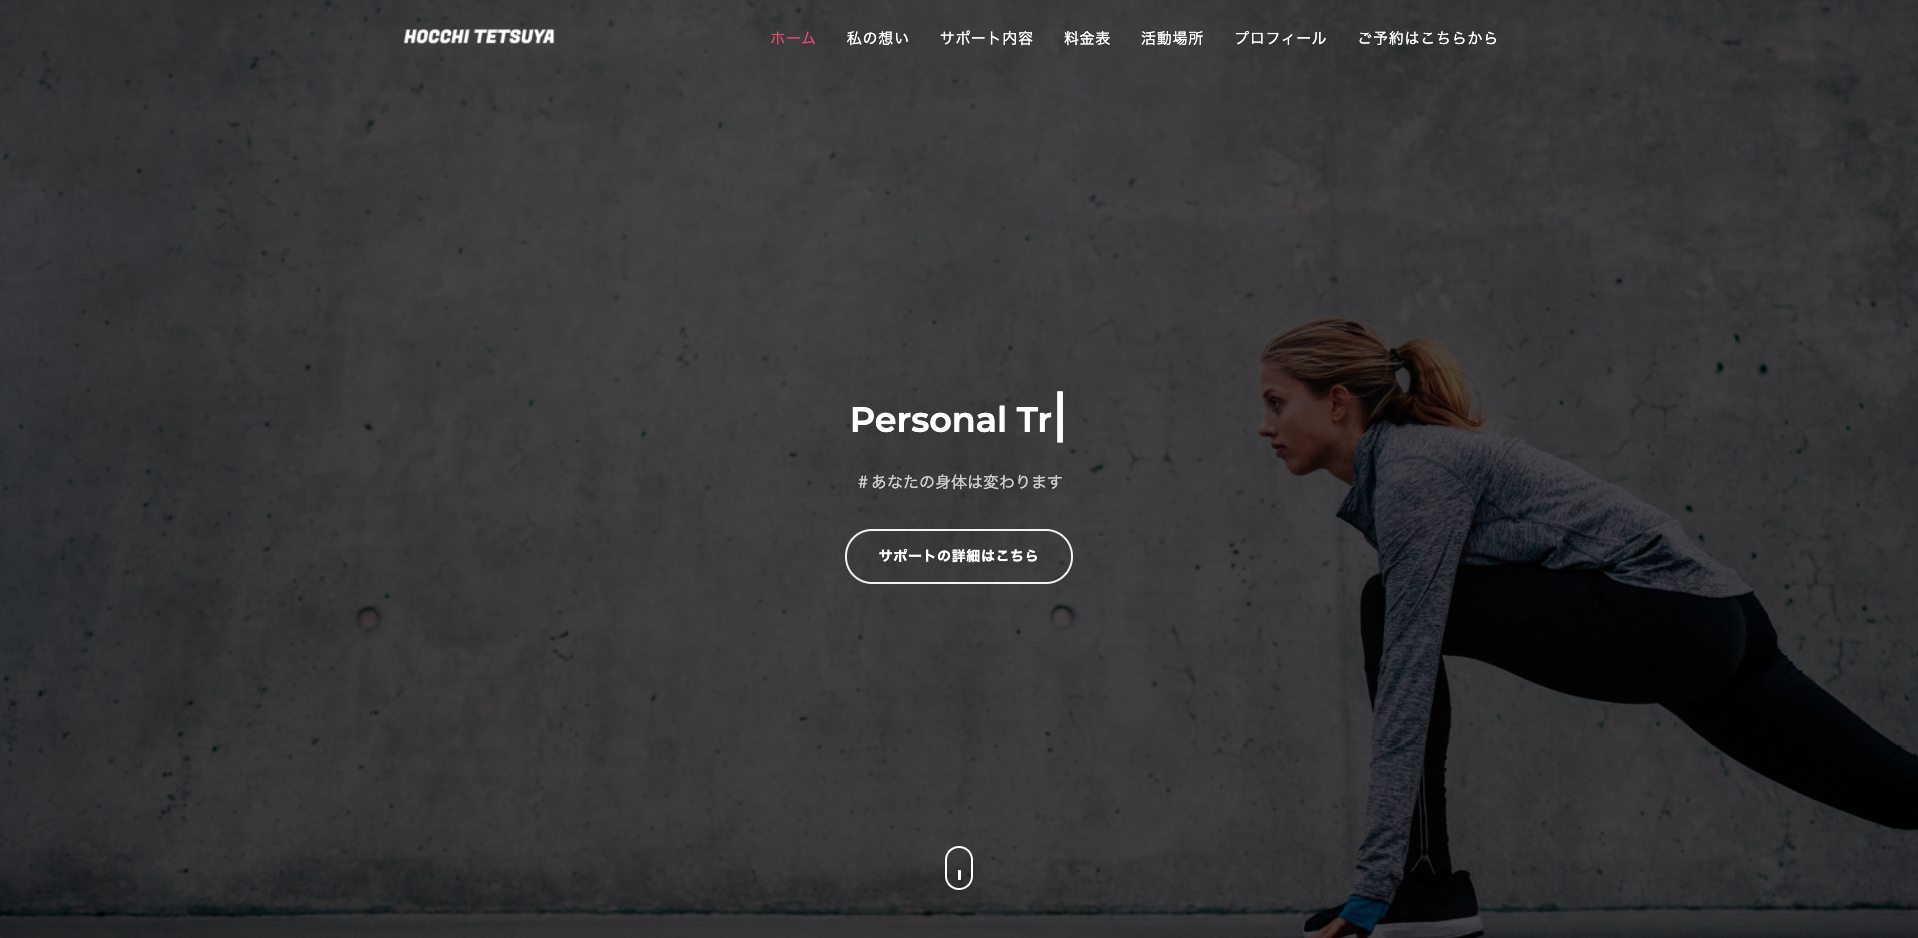 HOCCHI TETSUYA
ホーム 私の想い サポート内容 料金表 活動場所 プロフィール ご予約はこちらから
Personal Tr
# あなたの身体は変わります
サポートの詳細はこちら